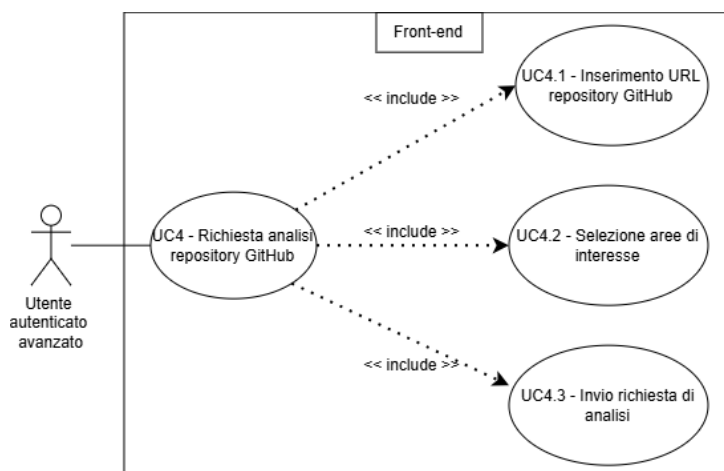 Front-end
UC4.1 - Inserimento URL
repository GitHub
<< include >>
UC4 - Richiesta analisi
repository GitHub
<< include >>
UC4.2 - Selezione aree di
interesse
Utente
autenticato
avanzato
<< include >>
UC4.3 - Invio richiesta di
analisi